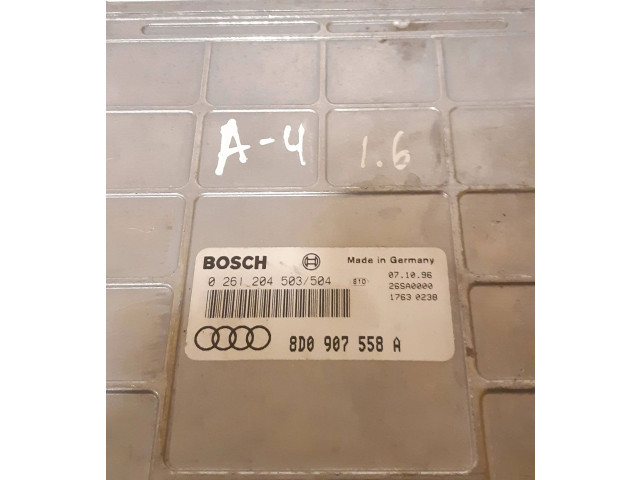 A-4 1.6
BOSCH Made in Germany
0 261 204 503/504 07.10.96
26SA0000
1763 0238
8D0 907 558 A